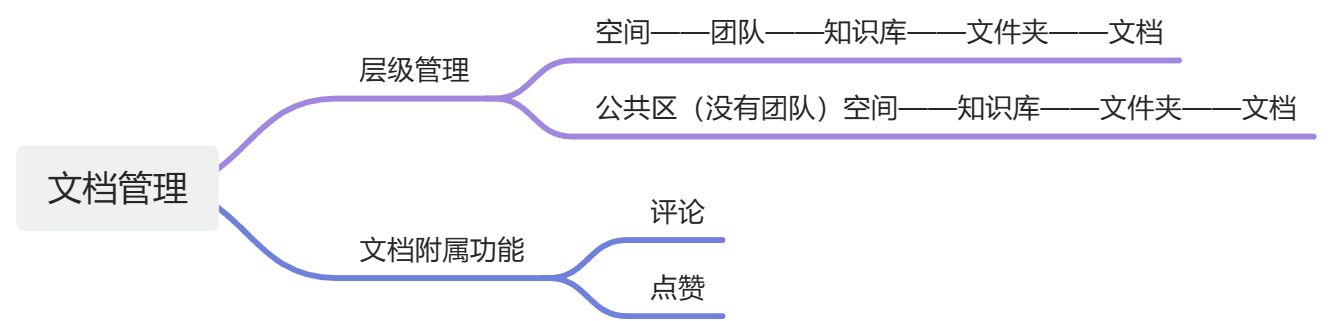 文档管理
层级管理
空间——团队——知识库——文件夹——文档
公共区（没有团队）空间——知识库——文件夹——文档
文档附属功能
评论
点赞